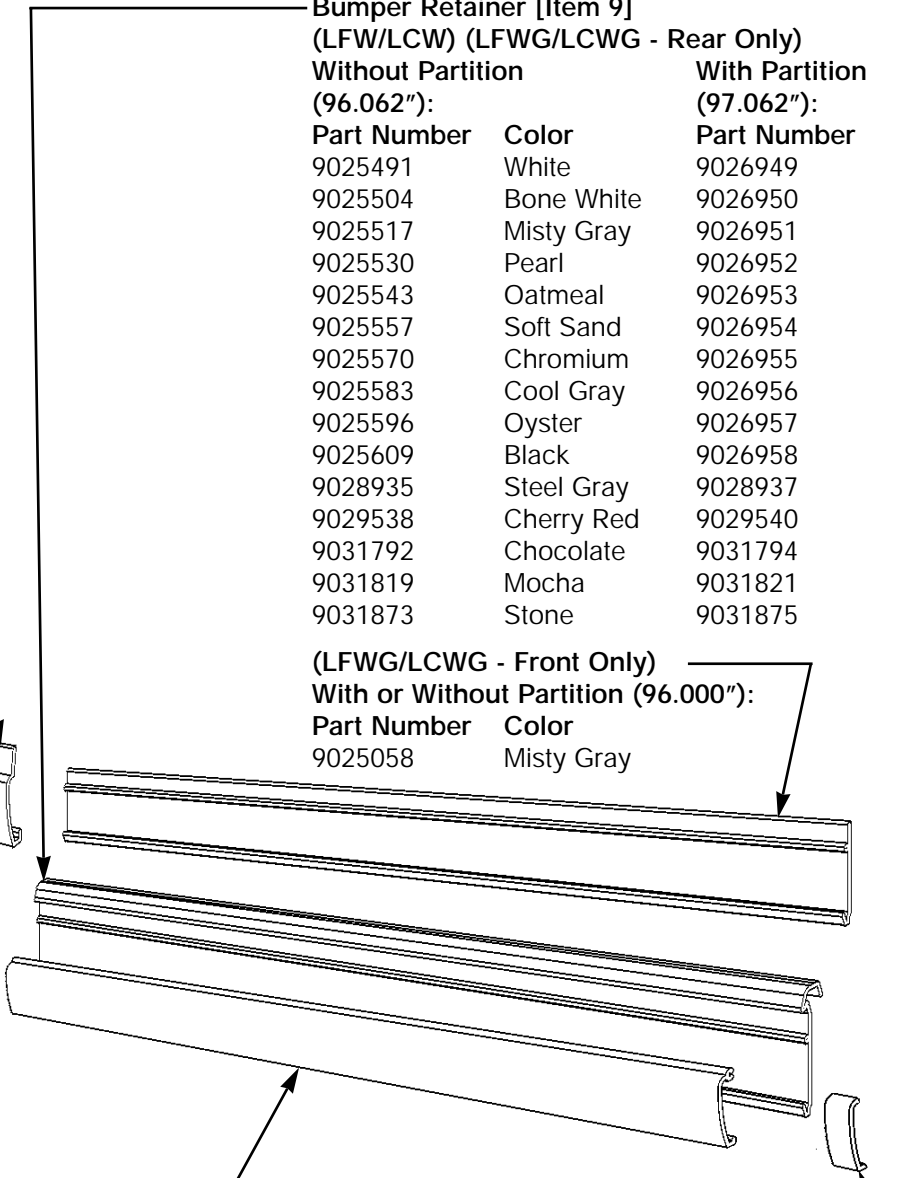 Bumper Retainer [Item 9]
(LFW/LCW) (LFWG/LCWG - Rear Only)
Without Partition With Partition
(96.062"): (97.062"):
Part Number Color Part Number
9025491 White 9026949
9025504 Bone White 9026950
9025517 Misty Gray 9026951
9025530 Pearl 9026952
9025543 Oatmeal 9026953
9025557 Soft Sand 9026954
9025570 Chromium 9026955
9025583 Cool Gray 9026956
9025596 Oyster 9026957
9025609 Black 9026958
9028935 Steel Gray 9028937
9029538 Cherry Red 9029540
9031792 Chocolate 9031794
9031819 Mocha 9031821
9031873 Stone 9031875
(LFWG/LCWG - Front Only)
With or Without Partition (96.000"):
Part Number Color
9025058 Misty Gray